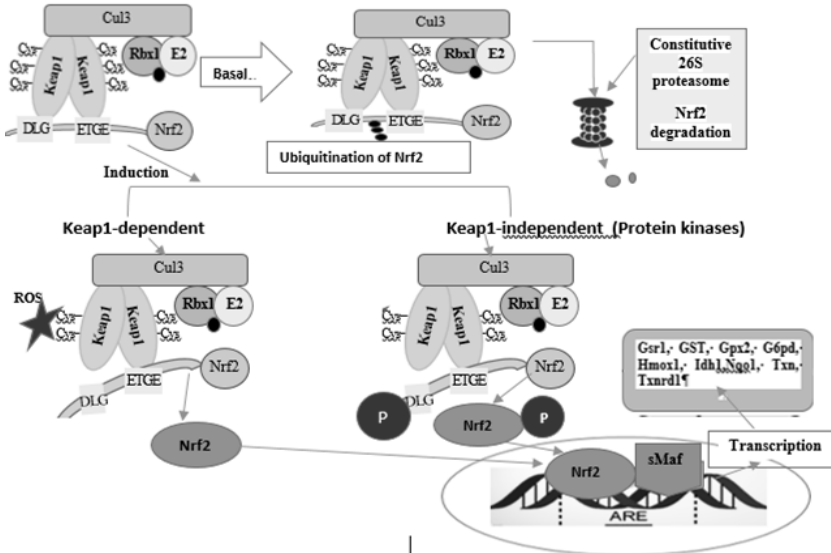 Cul3
Cul3
Rbx1 E2
Rbx1 E2
Keap1 Keap1
Keap1 Keap1
Basal..
Constitutive
26S
proteasome
Nrf2
degradation
DLG ETGE Nrf2
DLG ETGE Nrf2
Ubiquitination of Nrf2
Induction
Keap1-dependent
Keap1-independent (Protein kinases)
Cul3
Cul3
ROS
Rbx1 E2
Rbx1 E2
Keap1 Keap1
Keap1 Keap1
ETGE Nrf2
ETGE Nrf2
DLG
DLG
Gsr1, GST, Gpx2, G6pd,
Hmox1, Idh1,Nqo1, Txn,
Txnrd1¶
P
Nrf2
P
Nrf2
Transcription
Nrf2
sMaf
ARE